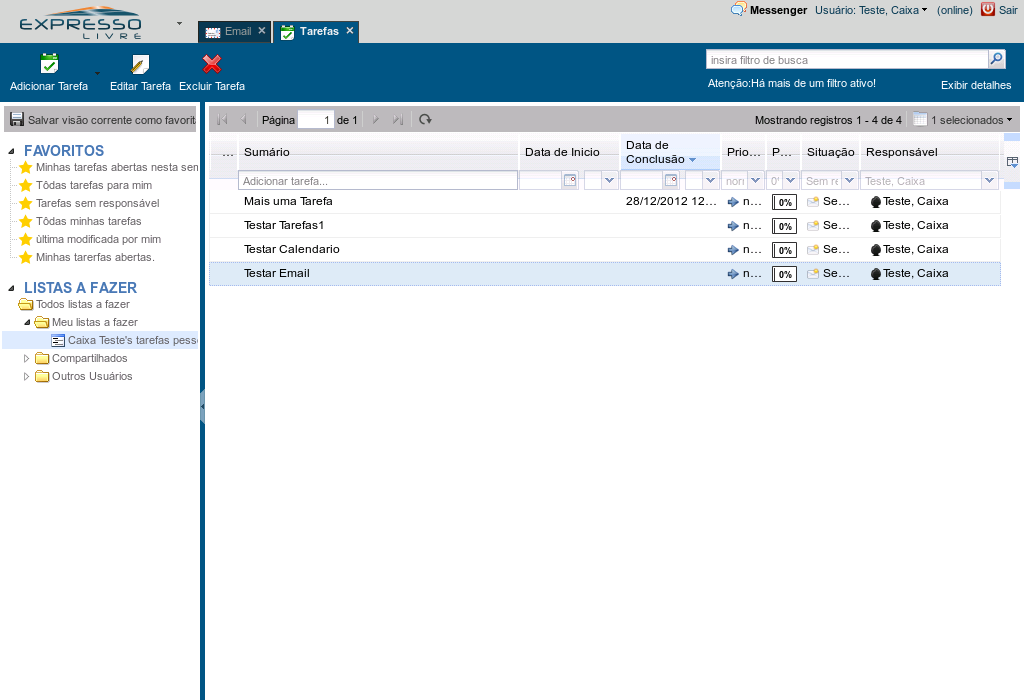 EXPRESSO
LIVRE
Email
Tarefas
Messenger
Usuário: Teste, Caixa
(online)
Sair
Adicionar Tarefa
Editar Tarefa
Excluir Tarefa
insira filtro de busca
Atenção:Há mais de um filtro ativo!
Exibir detalhes
Salvar visão corrente como favorit
FAVORITOS
Minhas tarefas abertas nesta sen
Tôdas tarefas para mim
Tarefas sem responsável
Tôdas minhas tarefas
última modificada por mim
Minhas tarerfas abertas.
LISTAS A FAZER
Todos listas a fazer
Meu listas a fazer
Caixa Teste's tarefas pess
Compartilhados
Outros Usuários
Página 1 de 1
Mostrando registros 1 - 4 de 4
1 selecionados
... Sumário Data de Inicio Data de Conclusão Prio... P... Situação Responsável
Adicionar tarefa... non 0' Sem re Teste, Caixa
Mais uma Tarefa 28/12/2012 12... n... 0% Se... Teste, Caixa
Testar Tarefas1 n... 0% Se... Teste, Caixa
Testar Calendario n... 0% Se... Teste, Caixa
Testar Email n... 0% Se... Teste, Caixa